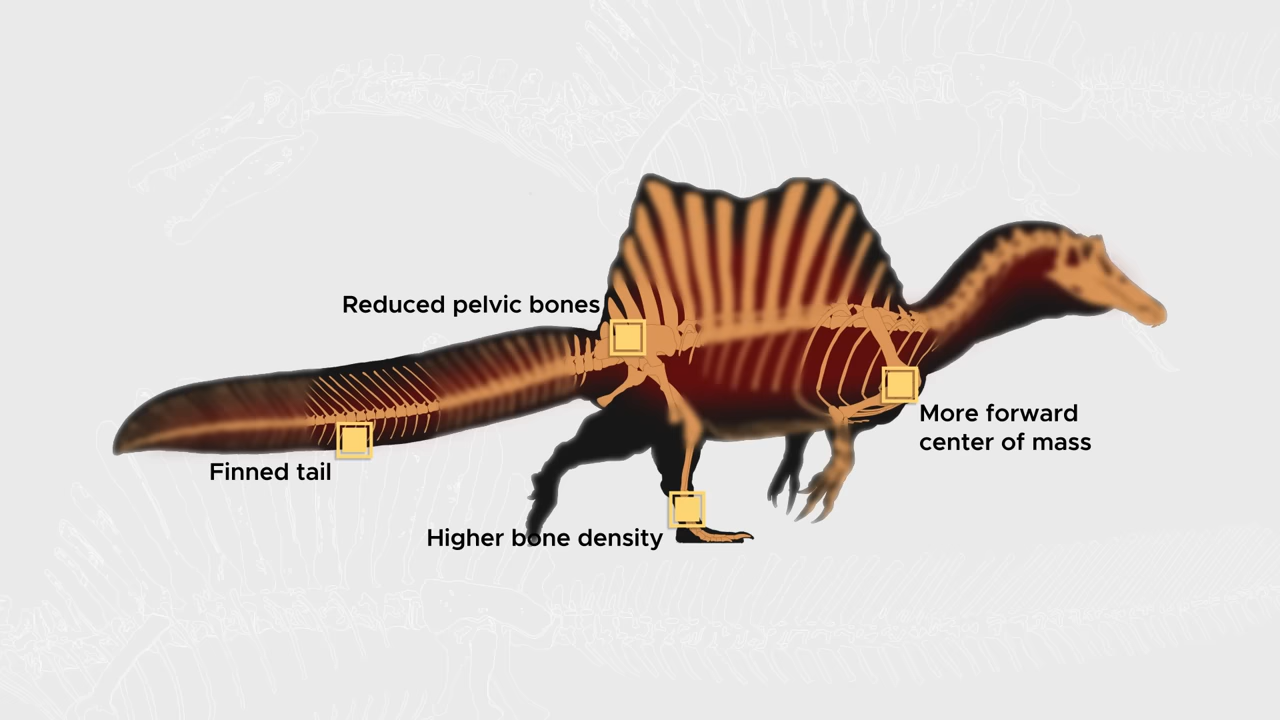 Reduced pelvic bones
More forward
center of mass
Finned tail
Higher bone density